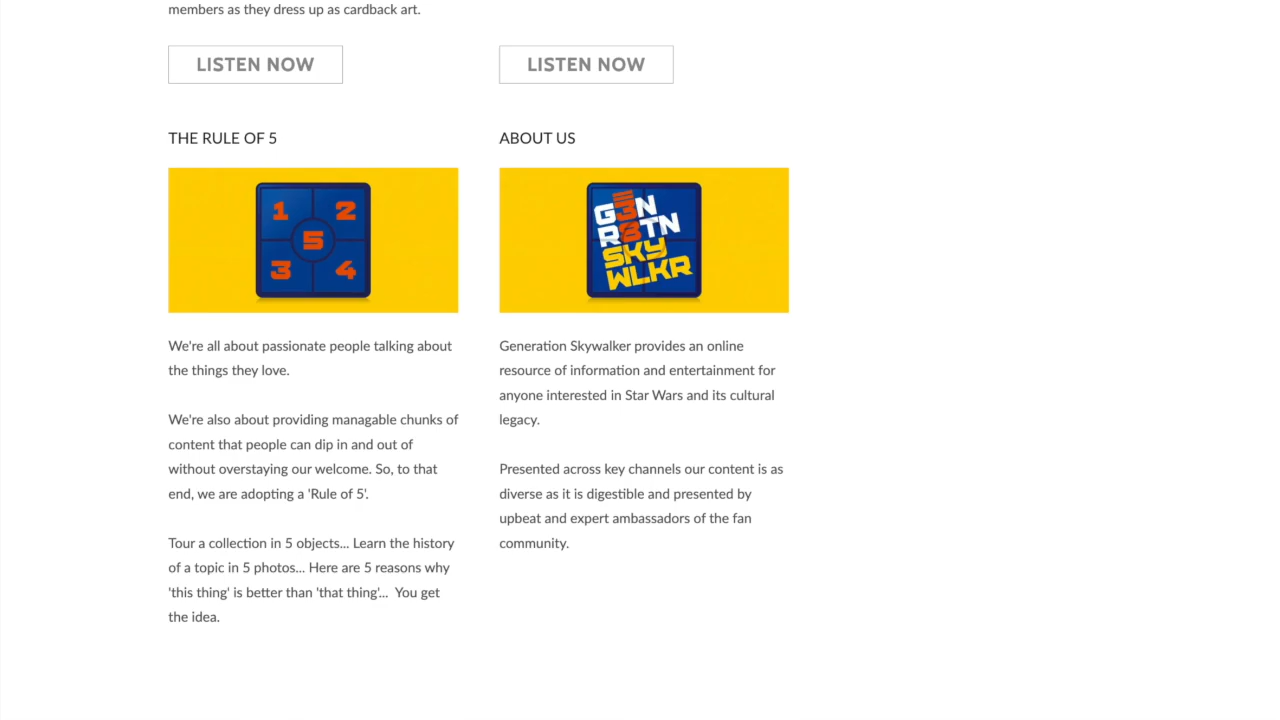 members as they dress up as cardback art.
LISTEN NOW
THE RULE OF 5
1 2
5
3 4
We're all about passionate people talking about
the things they love.
We're also about providing managable chunks of
content that people can dip in and out of
without overstaying our welcome. So, to that
end, we are adopting a 'Rule of 5'.
Tour a collection in 5 objects... Learn the history
of a topic in 5 photos... Here are 5 reasons why
'this thing' is better than 'that thing'... You get
the idea.
LISTEN NOW
ABOUT US
G3N
R8TN
SKY
WLKR
Generation Skywalker provides an online
resource of information and entertainment for
anyone interested in Star Wars and its cultural
legacy.
Presented across key channels our content is as
diverse as it is digestible and presented by
upbeat and expert ambassadors of the fan
community.